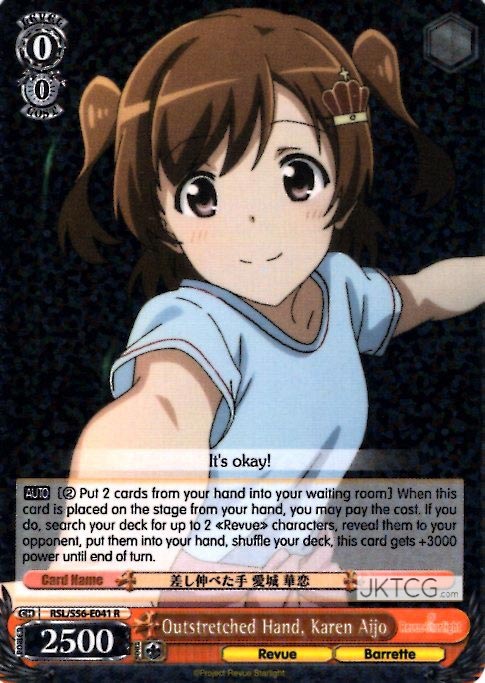 LEVEL
0
0
COST
It's okay!
AUTO [② Put 2 cards from your hand into your waiting room] When this
card is placed on the stage from your hand, you may pay the cost. If you
do, search your deck for up to 2 «Revue» characters, reveal them to your
opponent, put them into your hand, shuffle your deck, this card gets +3000
power until end of turn.
Card Name 差し伸べた手 愛城 華恋
JKTCG.com
RSL/S56-E041 R
POWER 2500
Outstretched Hand, Karen Aijo
Revue Barrette
©Project Revue Starlight